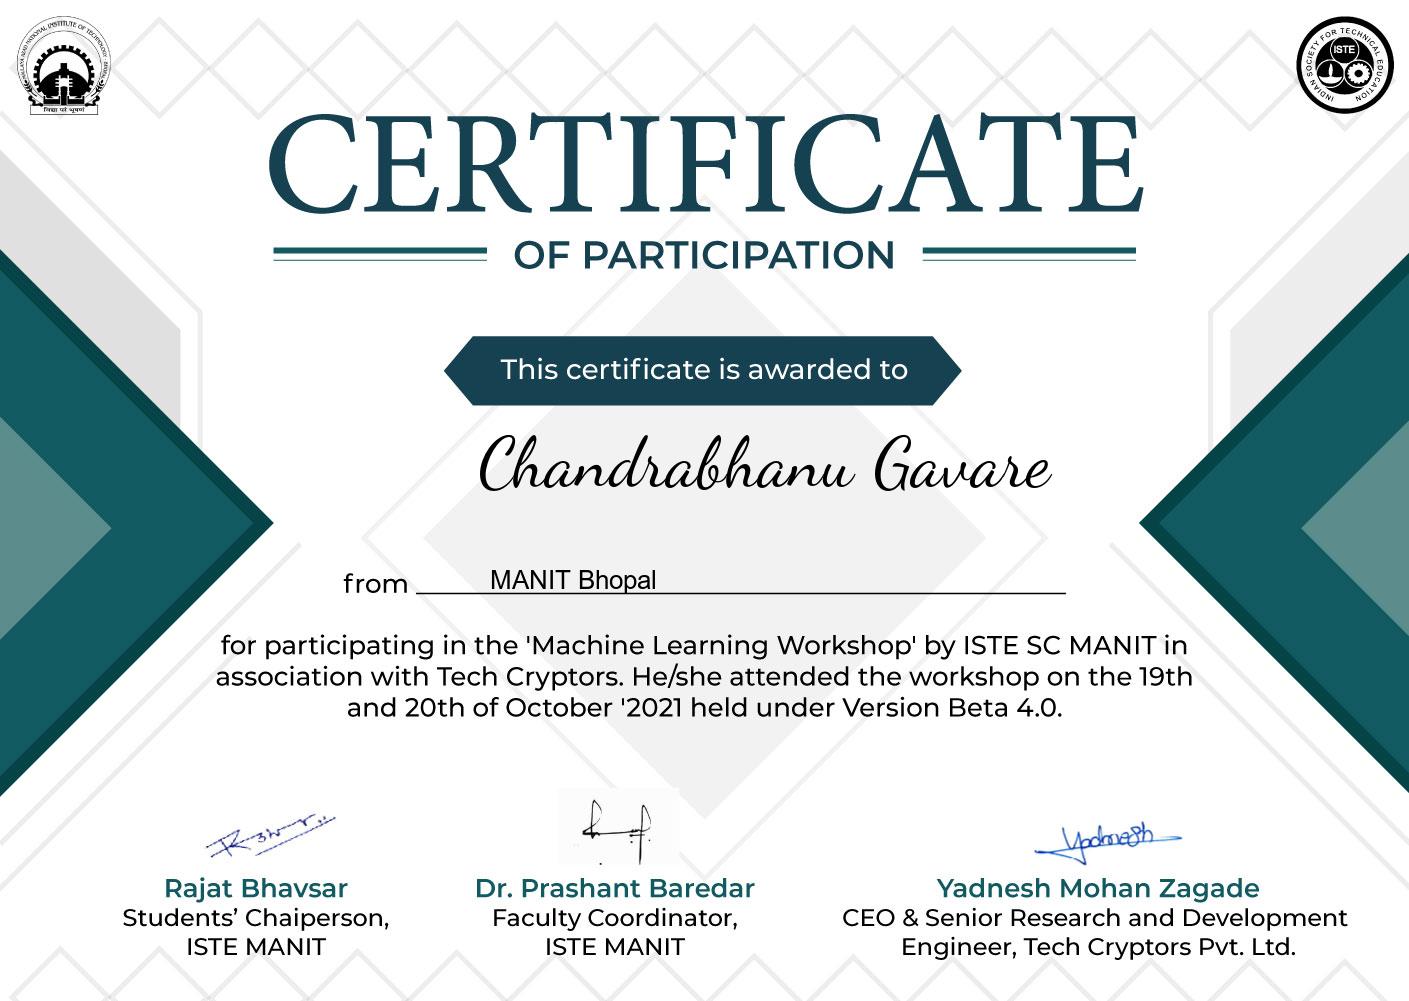 MAULANA AZAD NATIONAL INSTITUTE OF TECHNOLOGY - BHOPAL
विद्या परं भूषणं
INDIAN SOCIETY FOR TECHNICAL EDUCATION
ISTE
CERTIFICATE
OF PARTICIPATION
This certificate is awarded to
Chandrabhanu Gavare
from MANIT Bhopal
for participating in the 'Machine Learning Workshop' by ISTE SC MANIT in
association with Tech Cryptors. He/she attended the workshop on the 19th
and 20th of October '2021 held under Version Beta 4.0.
Yadnesh
Rajat Bhavsar
Students’ Chaiperson,
ISTE MANIT
Dr. Prashant Baredar
Faculty Coordinator,
ISTE MANIT
Yadnesh Mohan Zagade
CEO & Senior Research and Development
Engineer, Tech Cryptors Pvt. Ltd.